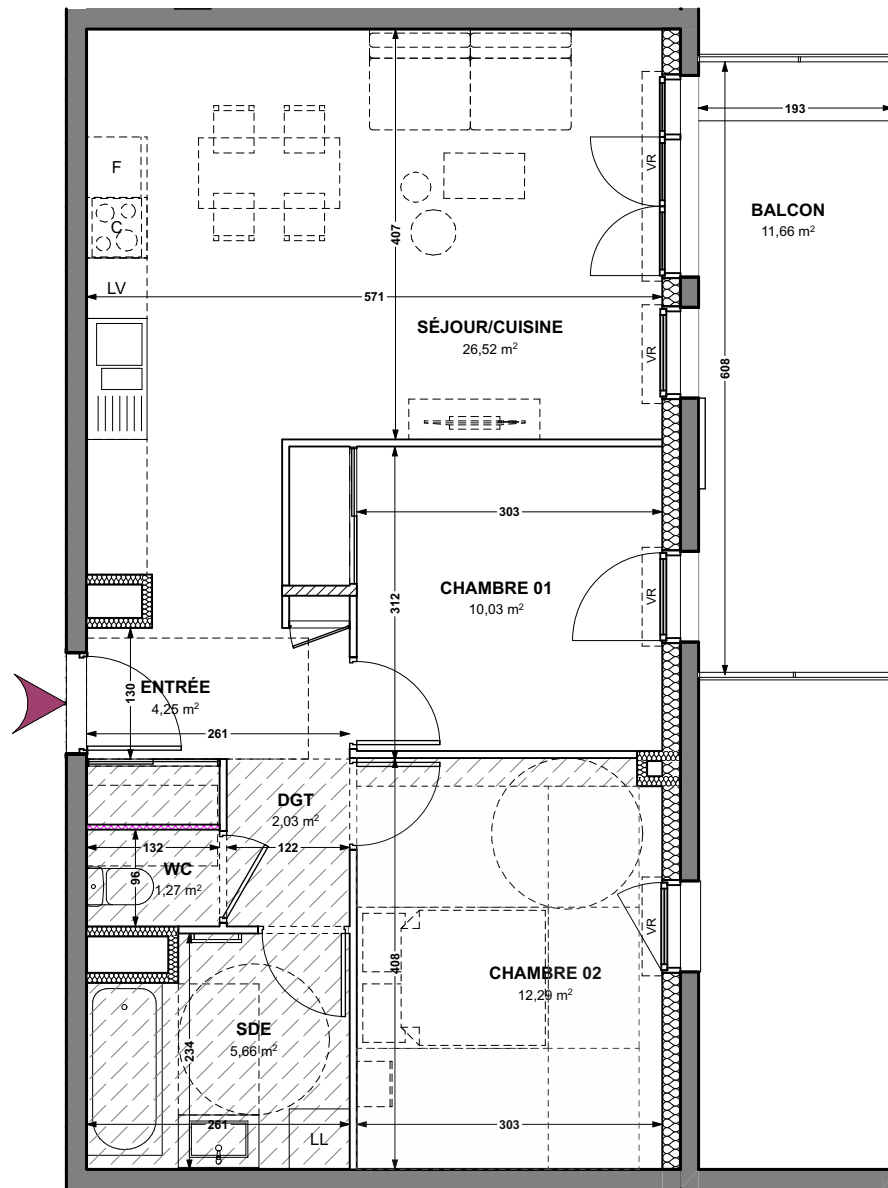 193
F
VR
BALCON
11,66 m²
C
407
LV
571
SÉJOUR/CUISINE
26,52 m²
VR
608
303
CHAMBRE 01
10,03 m²
312
VR
ENTRÉE
4,25 m²
130
261
DGT
2,03 m²
132
122
WC
1,27 m²
96
VR
408
CHAMBRE 02
12,29 m²
SDE
5,66 m²
234
261
303
LL